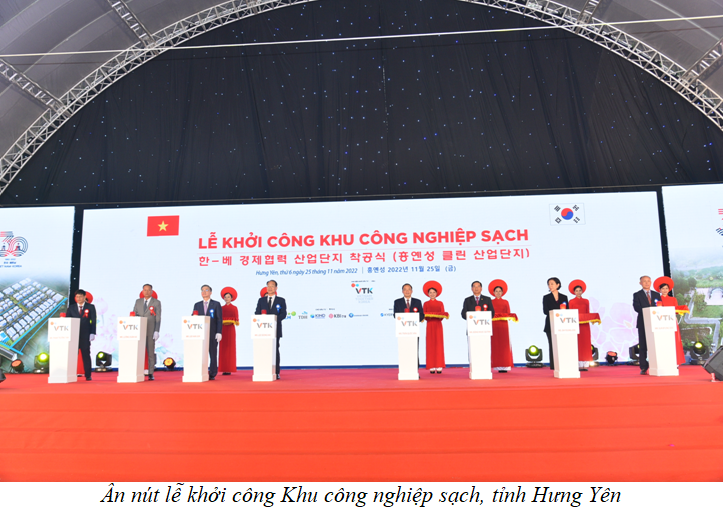 LỄ KHỞI CÔNG KHU CÔNG NGHIỆP SẠCH
한-베 경제협력 산업단지 착공식 (흥옌성 클린 산업단지)
Hưng Yên, thứ 6 ngày 25 tháng 11 năm 2022 | 흥옌성 2022년 11월 25일 (금)
VTK
VTK
VTK
VTK
VTK
VTK
VTK
VTK
VTK
Ấn nút lễ khởi công Khu công nghiệp sạch, tỉnh Hưng Yên